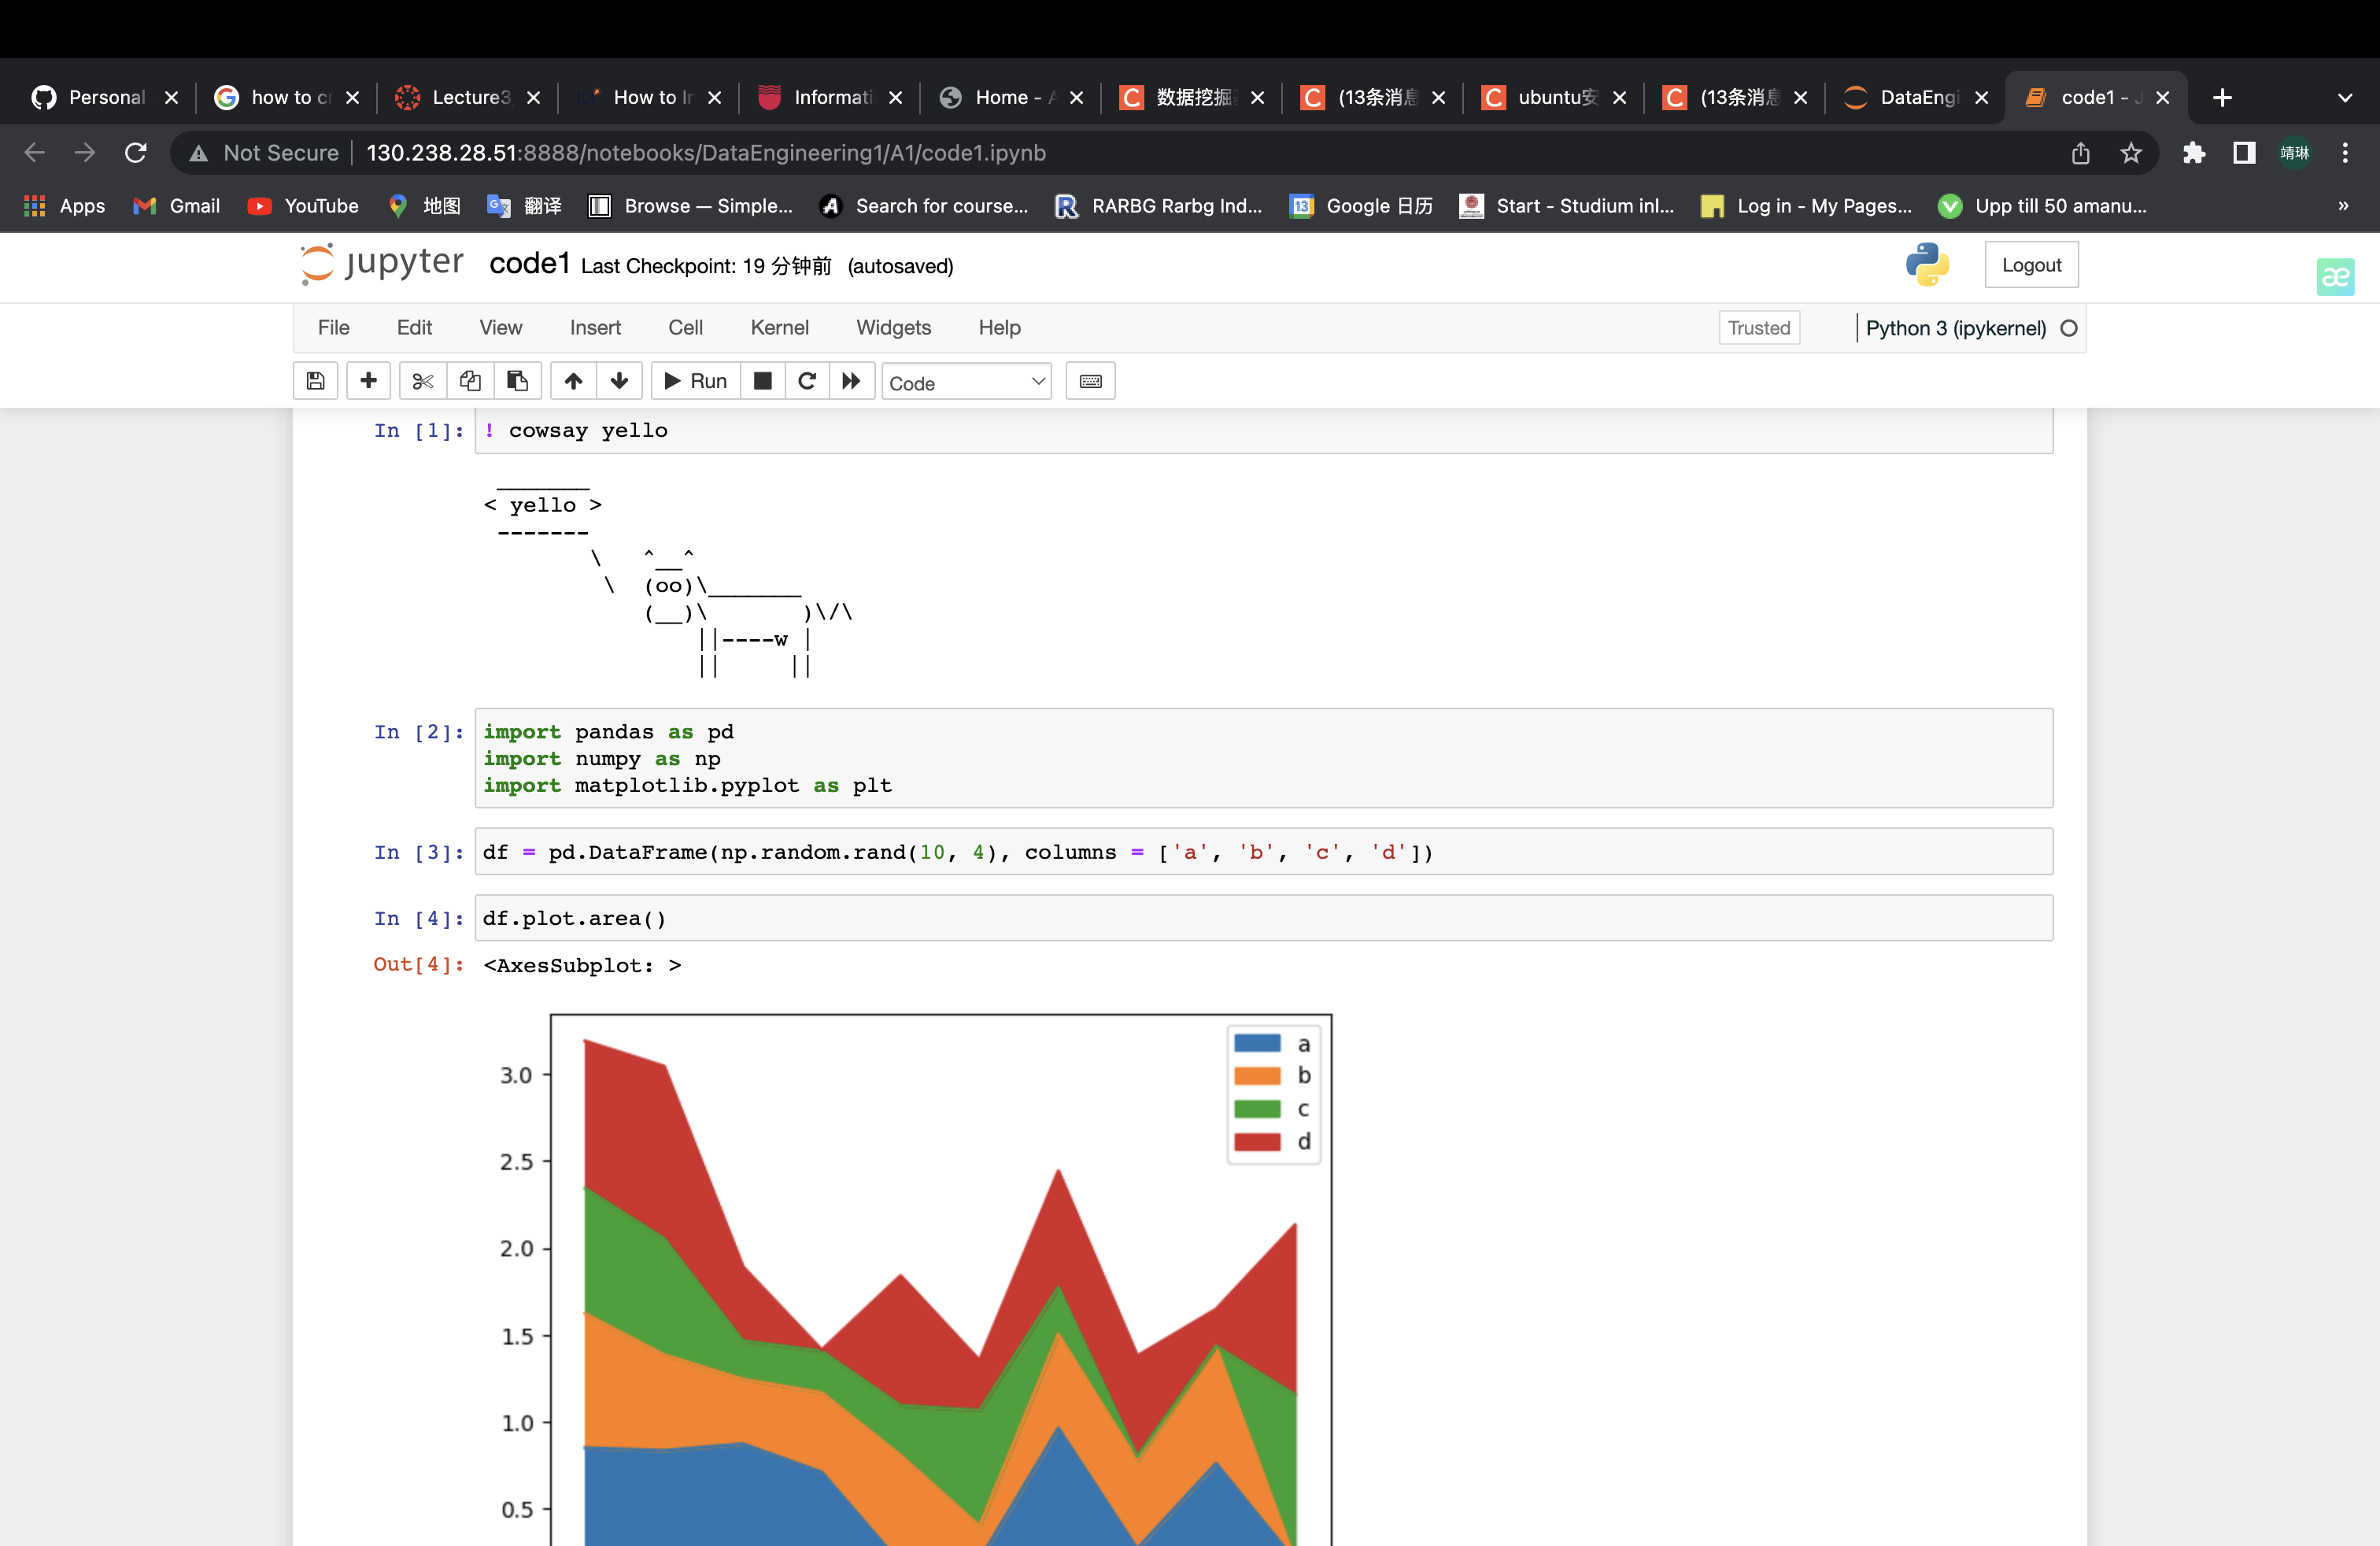 Personal
how to c
Lecture3
How to I
Informati
Home -
数据挖掘
(13条消息
ubuntu安
(13条消息
DataEngi
code1 -
Not Secure 130.238.28.51:8888/notebooks/DataEngineering1/A1/code1.ipynb 靖琳
Apps Gmail YouTube 地图 翻译 Browse — Simple... Search for course... RARBG Rarbg Ind... Google 日历 Start - Studium inl... Log in - My Pages... Upp till 50 amanu... »
jupyter code1 Last Checkpoint: 19 分钟前 (autosaved) Logout
æ
File Edit View Insert Cell Kernel Widgets Help Trusted Python 3 (ipykernel)
Run Code
In [1]: ! cowsay yello
 _______
< yello >
 -------
        \   ^__^
         \  (oo)\_______
            (__)\       )\/\
                ||----w |
                ||     ||
In [2]: import pandas as pd
import numpy as np
import matplotlib.pyplot as plt
In [3]: df = pd.DataFrame(np.random.rand(10, 4), columns = ['a', 'b', 'c', 'd'])
In [4]: df.plot.area()
Out[4]: <AxesSubplot: >
a
b
c
d
3.0
2.5
2.0
1.5
1.0
0.5